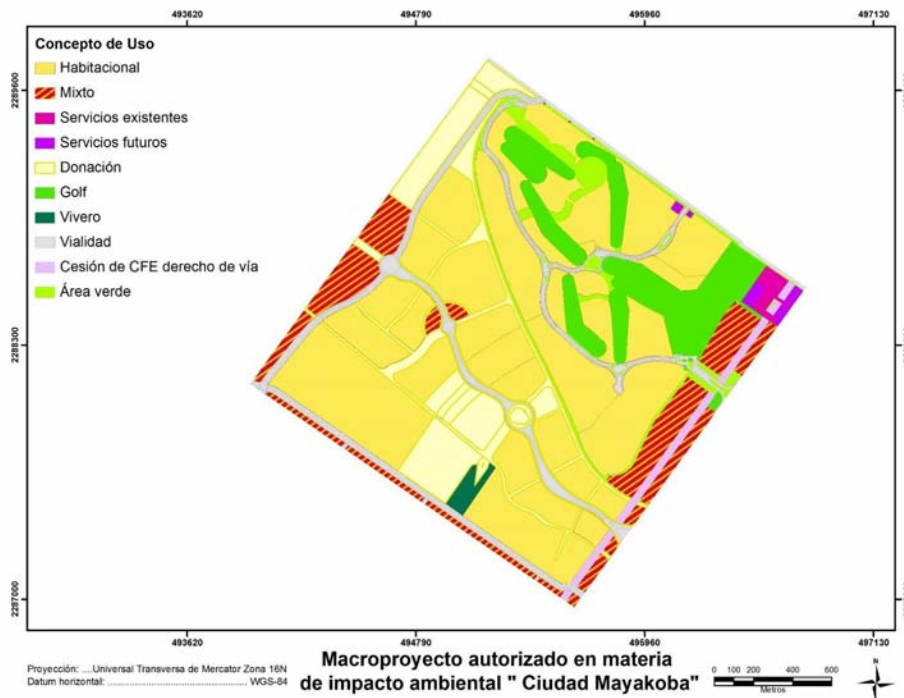 493620 494790 495960 497130
2289600
2288300
2287000
Concepto de Uso
Habitacional
Mixto
Servicios existentes
Servicios futuros
Donación
Golf
Vivero
Vialidad
Cesión de CFE derecho de vía
Área verde
493620 494790 495960 497130
Proyección: ....Universal Transversa de Mercator Zona 16N
Datum horizontal: .................................... WGS-84
Macroproyecto autorizado en materia
de impacto ambiental " Ciudad Mayakoba"
0 100 200 400 600
Metros
N